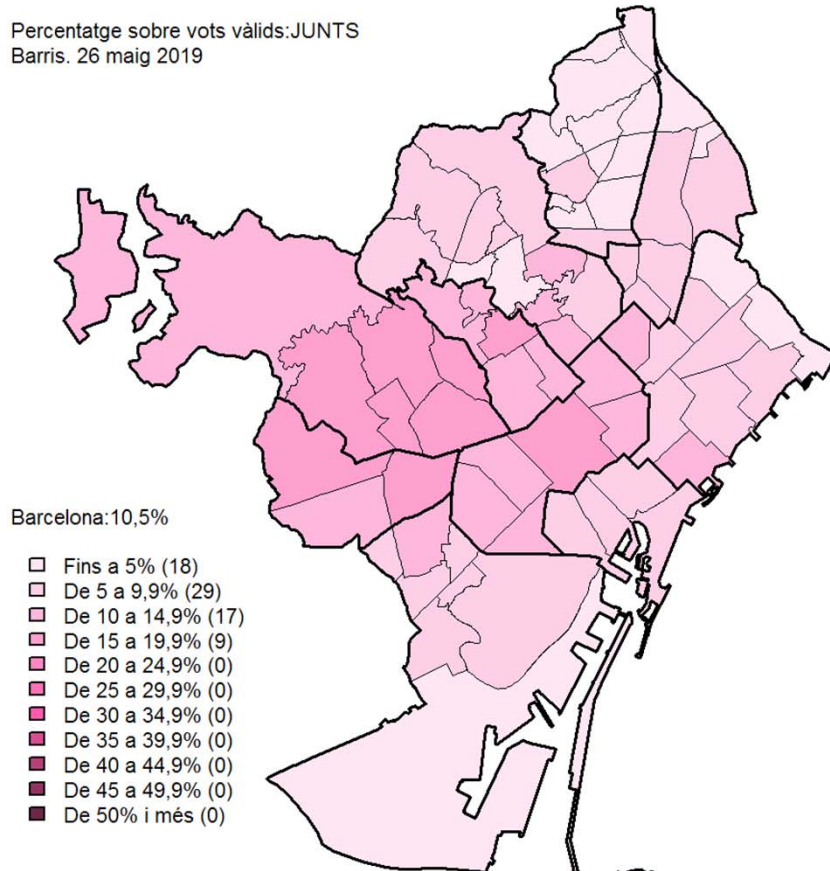 Percentatge sobre vots vàlids:JUNTS
Barris. 26 maig 2019
Barcelona:10,5%
Fins a 5% (18)
De 5 a 9,9% (29)
De 10 a 14,9% (17)
De 15 a 19,9% (9)
De 20 a 24,9% (0)
De 25 a 29,9% (0)
De 30 a 34,9% (0)
De 35 a 39,9% (0)
De 40 a 44,9% (0)
De 45 a 49,9% (0)
De 50% i més (0)